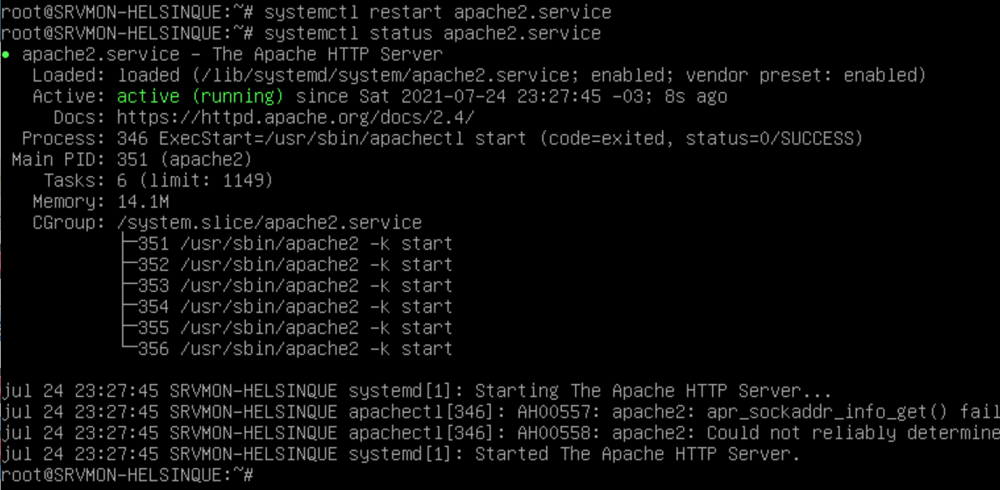 root@SRVMON-HELSINQUE:~# systemctl restart apache2.service
root@SRVMON-HELSINQUE:~# systemctl status apache2.service
● apache2.service - The Apache HTTP Server
Loaded: loaded (/lib/systemd/system/apache2.service; enabled; vendor preset: enabled)
Active: active (running) since Sat 2021-07-24 23:27:45 -03; 8s ago
Docs: https://httpd.apache.org/docs/2.4/
Process: 346 ExecStart=/usr/sbin/apachectl start (code=exited, status=0/SUCCESS)
Main PID: 351 (apache2)
Tasks: 6 (limit: 1149)
Memory: 14.1M
CGroup: /system.slice/apache2.service
├─351 /usr/sbin/apache2 -k start
├─352 /usr/sbin/apache2 -k start
├─353 /usr/sbin/apache2 -k start
├─354 /usr/sbin/apache2 -k start
├─355 /usr/sbin/apache2 -k start
└─356 /usr/sbin/apache2 -k start
jul 24 23:27:45 SRVMON-HELSINQUE systemd[1]: Starting The Apache HTTP Server...
jul 24 23:27:45 SRVMON-HELSINQUE apachectl[346]: AH00557: apache2: apr_sockaddr_info_get() fail
jul 24 23:27:45 SRVMON-HELSINQUE apachectl[346]: AH00558: apache2: Could not reliably determine
jul 24 23:27:45 SRVMON-HELSINQUE systemd[1]: Started The Apache HTTP Server.
root@SRVMON-HELSINQUE:~#